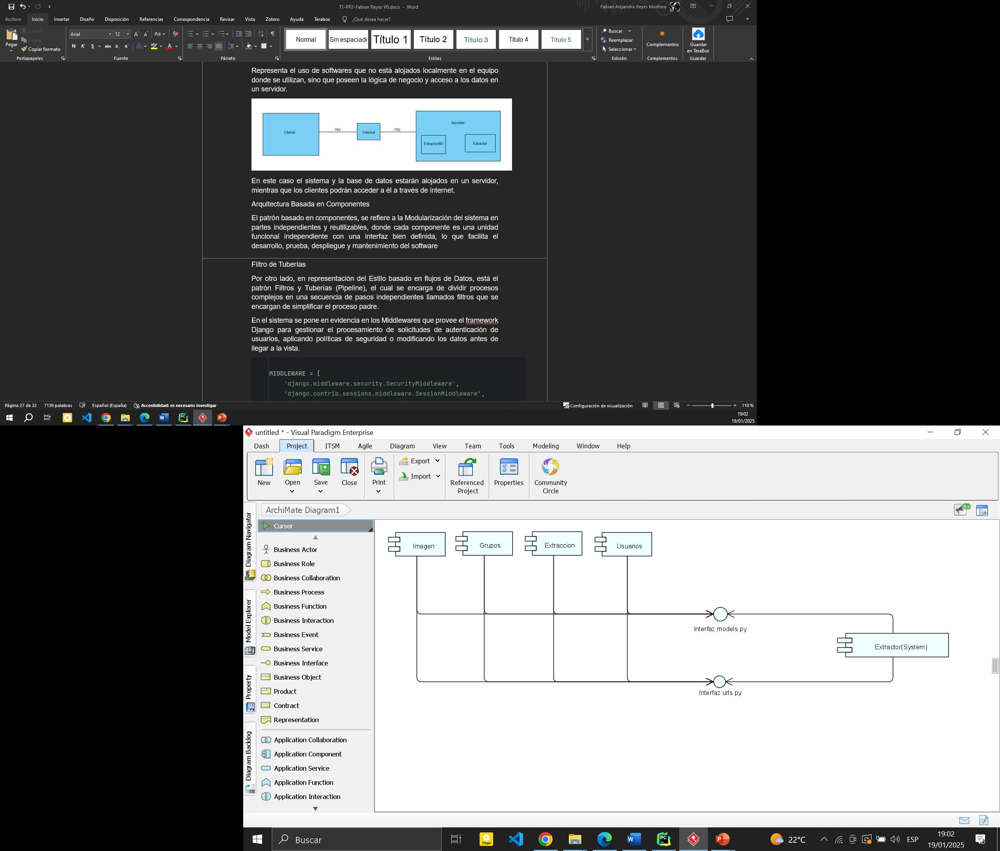 T1-PP2-Fabian Reyes V0.docx - Word
Fabian Alejandro Reyes Montero
Archivo Inicio Insertar Diseño Disposición Referencias Correspondencia Revisar Vista Zotero Ayuda Terabox ¿Qué desea hacer?
Pegar
Cortar
Copiar
Copiar formato
Portapapeles
Arial 12
Aa
N K S abc x x A A
Fuente
Párrafo
Normal Sin espaciado Título 1 Título 2 Título 3 Título 4 Título 5
Estilos
Buscar
Reemplazar
Seleccionar
Edición
Complementos
Complementos
Guardar
en TeraBox
Guardar
Representa el uso de softwares que no está alojados localmente en el equipo
donde se utilizan, sino que poseen la lógica de negocio y acceso a los datos en
un servidor.
Cliente
http
Internet
http
Servidor
ExtractorBD
Extractor
En este caso el sistema y la base de datos estarán alojados en un servidor,
mientras que los clientes podrán acceder a él a través de internet.
Arquitectura Basada en Componentes
El patrón basado en componentes, se refiere a la Modularización del sistema en
partes independientes y reutilizables, donde cada componente es una unidad
funcional independiente con una interfaz bien definida, lo que facilita el
desarrollo, prueba, despliegue y mantenimiento del software
Filtro de Tuberías
Por otro lado, en representación del Estilo basado en flujos de Datos, está el
patrón Filtros y Tuberías (Pipeline), el cual se encarga de dividir procesos
complejos en una secuencia de pasos independientes llamados filtros que se
encargan de simplificar el proceso padre.
En el sistema se pone en evidencia en los Middlewares que provee el framework
Django para gestionar el procesamiento de solicitudes de autenticación de
usuarios, aplicando políticas de seguridad o modificando los datos antes de
llegar a la vista.
MIDDLEWARE = [
'django.middleware.security.SecurityMiddleware',
'django.contrib.sessions.middleware.SessionMiddleware',
Página 27 de 32 7139 palabras Español (España) Accesibilidad: es necesario investigar
Configuración de visualización
110 %
19:02
19/01/2025
untitled * - Visual Paradigm Enterprise
Dash Project ITSM Agile Diagram View Team Tools Modeling Window Help
New
Open
Save
Close
Print
Export
Import
Referenced
Project
Properties
Community
Circle
ArchiMate Diagram1
9+
Diagram Navigator
Model Explorer
Property
Diagram Backlog
Cursor
Business Actor
Business Role
Business Collaboration
Business Process
Business Function
Business Interaction
Business Event
Business Service
Business Interface
Business Object
Product
Contract
Representation
Application Collaboration
Application Component
Application Service
Application Function
Application Interaction
Imagen
Grupos
Extraccion
Usuarios
Interfaz models.py
Extractor(System)
Interfaz urls.py
Buscar
Player
22°C
ESP
19:02
19/01/2025